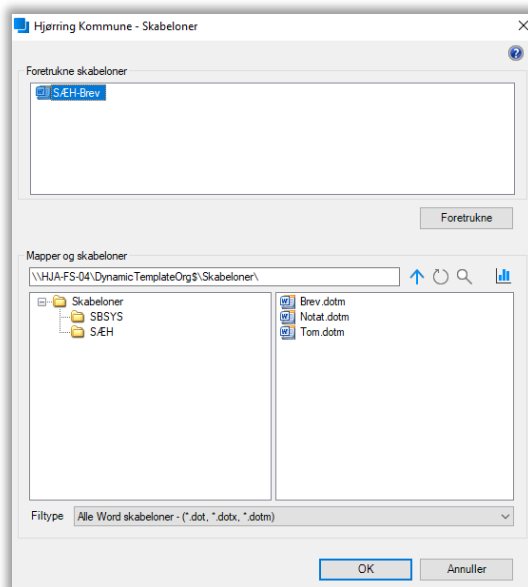 Hjørring Kommune - Skabeloner
Foretrukne skabeloner
SÆH-Brev
Foretrukne
Mapper og skabeloner
\\HJA-FS-04\DynamicTemplateOrg$\Skabeloner\
Skabeloner
SBSYS
SÆH
Brev.dotm
Notat.dotm
Tom.dotm
Filtype Alle Word skabeloner - (*.dot, *.dotx, *.dotm)
OK Annuller